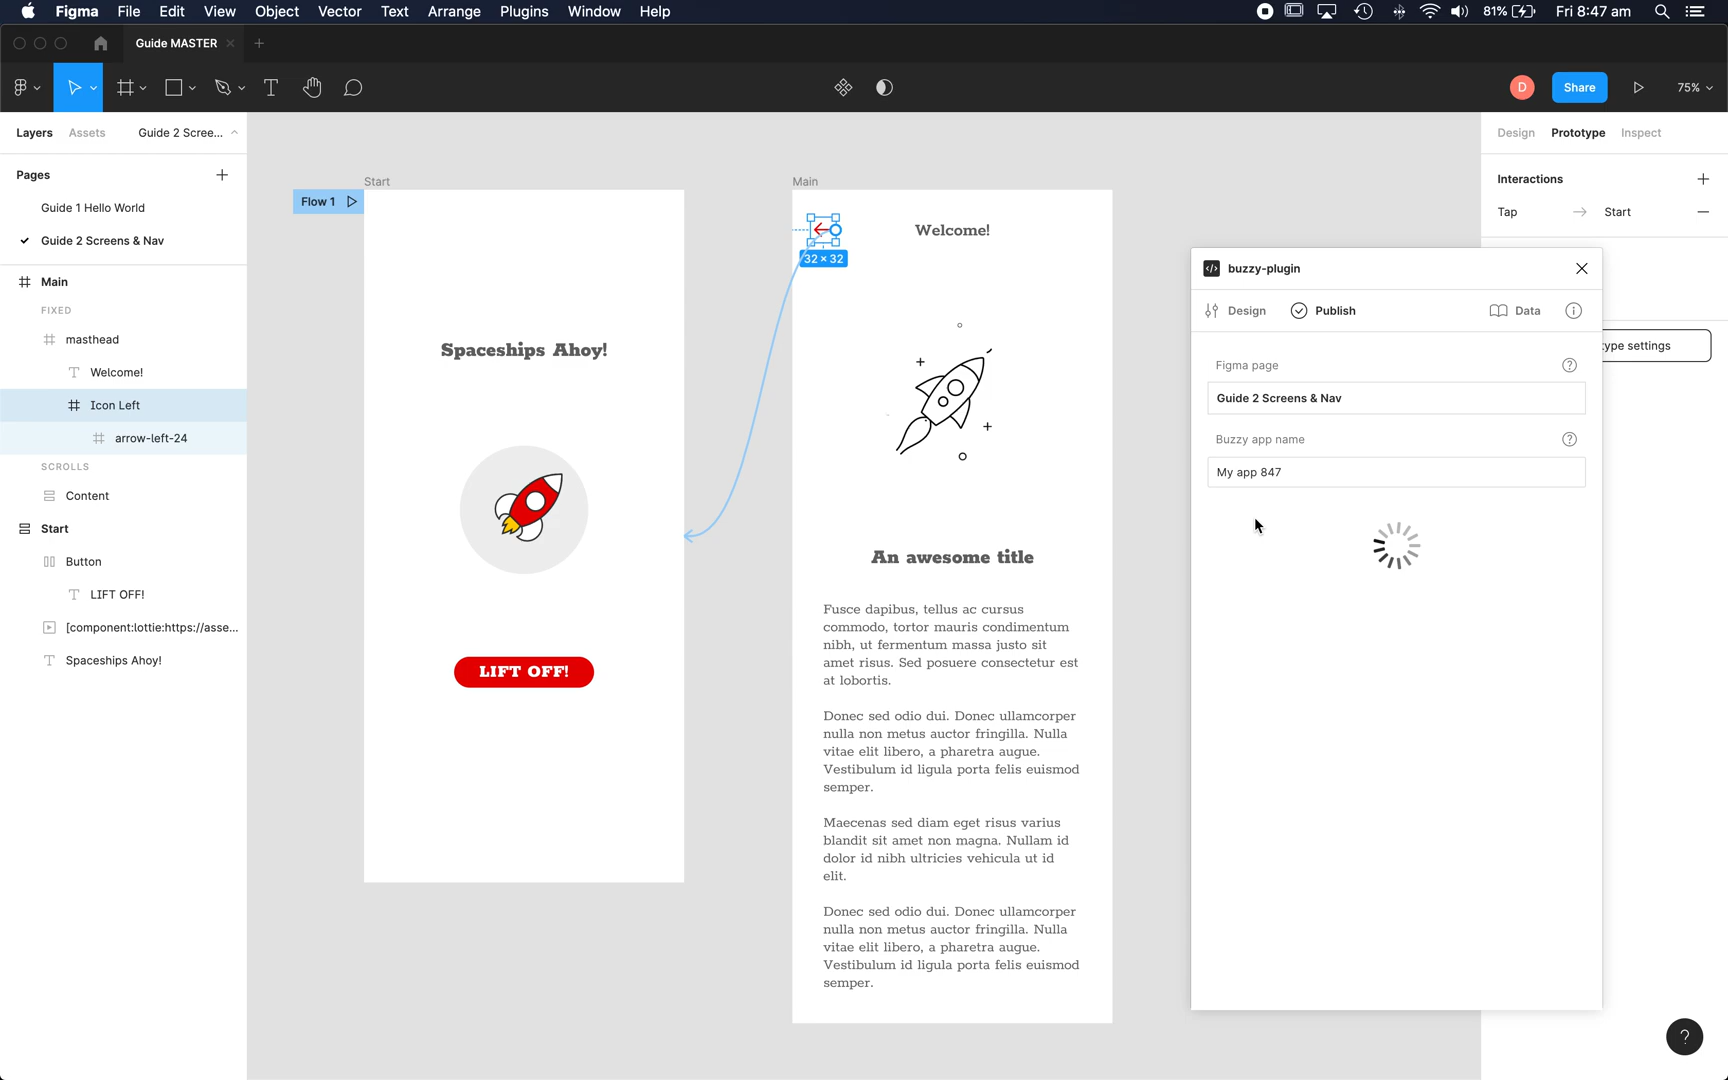 Figma File Edit View Object Vector Text Arrange Plugins Window Help
81% Fri 8:47 am
Guide MASTER
D Share 75%
Layers Assets Guide 2 Scree...
Design Prototype Inspect
Pages
Guide 1 Hello World
Guide 2 Screens & Nav
Main
FIXED
masthead
Welcome!
Icon Left
arrow-left-24
SCROLLS
Content
Start
Button
LIFT OFF!
[component:lottie:https://asse...
Spaceships Ahoy!
Start
Flow 1
Spaceships Ahoy!
LIFT OFF!
Main
Welcome!
32 × 32
An awesome title
Fusce dapibus, tellus ac cursus
commodo, tortor mauris condimentum
nibh, ut fermentum massa justo sit
amet risus. Sed posuere consectetur est
at lobortis.
Donec sed odio dui. Donec ullamcorper
nulla non metus auctor fringilla. Nulla
vitae elit libero, a pharetra augue.
Vestibulum id ligula porta felis euismod
semper.
Maecenas sed diam eget risus varius
blandit sit amet non magna. Nullam id
dolor id nibh ultricies vehicula ut id
elit.
Donec sed odio dui. Donec ullamcorper
nulla non metus auctor fringilla. Nulla
vitae elit libero, a pharetra augue.
Vestibulum id ligula porta felis euismod
semper.
Interactions
Tap Start
buzzy-plugin
Design Publish Data
Figma page
Guide 2 Screens & Nav
Buzzy app name
My app 847
ype settings
?